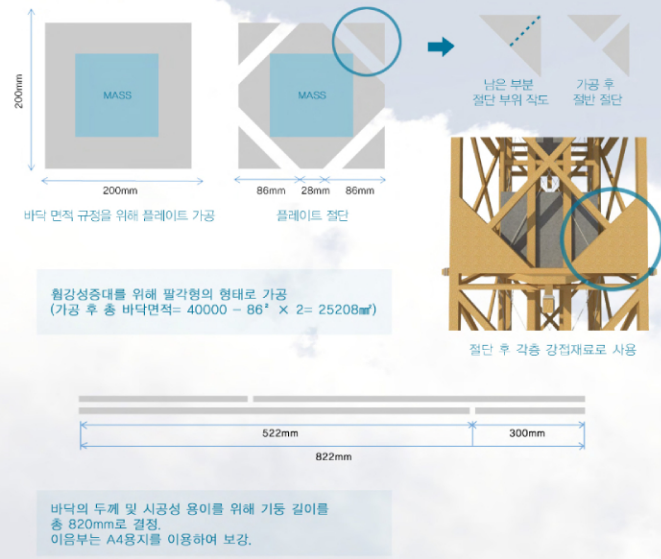 MASS
MASS
200mm
200mm
86mm 28mm 86mm
남은 부분
절단 부위 작도
가공 후
절반 절단
바닥 면적 규정을 위해 플레이트 가공
플레이트 절단
휨강성증대를 위해 팔각형의 형태로 가공
(가공 후 총 바닥면적= 40000 - 86² × 2= 25208㎟)
절단 후 각층 강접재료로 사용
522mm
300mm
822mm
바닥의 두께 및 시공성 용이를 위해 기둥 길이를
총 820mm로 결정.
이음부는 A4용지를 이용하여 보강.